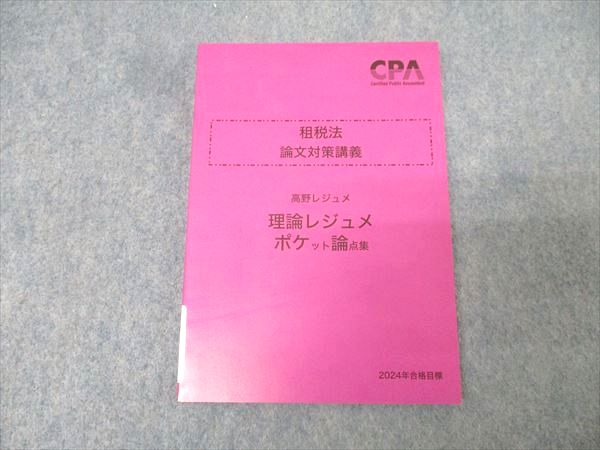 CPA
Certified Public Accountant
租税法
論文対策講義
高野レジュメ
理論レジュメ
ポケット論点集
2024年合格目標